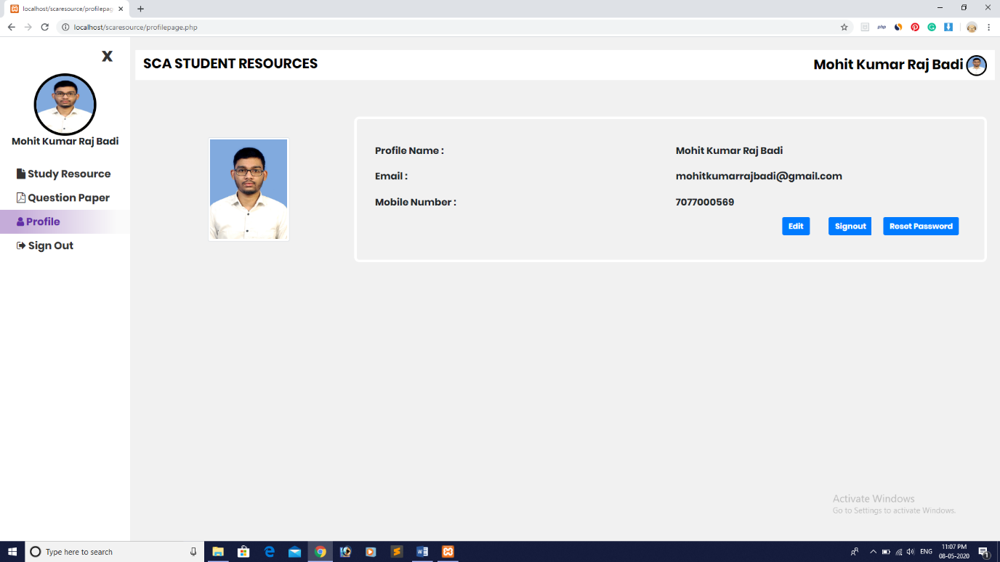 localhost/scaresource/profilepag
localhost/scaresource/profilepage.php
php
X
SCA STUDENT RESOURCES
Mohit Kumar Raj Badi
Mohit Kumar Raj Badi
Study Resource
Question Paper
Profile
Sign Out
Profile Name :
Mohit Kumar Raj Badi
Email :
mohitkumarrajbadi@gmail.com
Mobile Number :
7077000569
Edit
Signout
Reset Password
Activate Windows
Go to Settings to activate Windows.
Type here to search
ENG
11:07 PM
08-05-2020
1